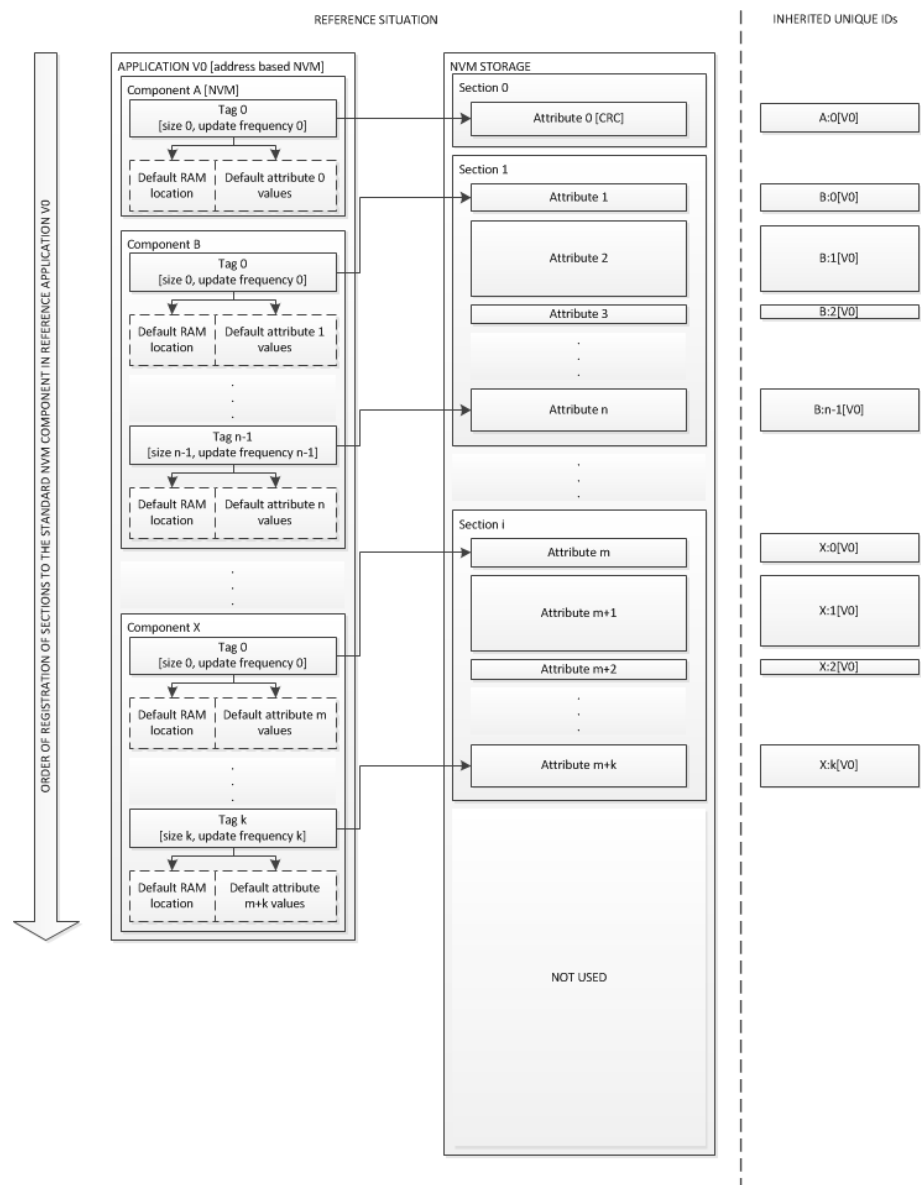 REFERENCE SITUATION
INHERITED UNIQUE IDs
ORDER OF REGISTRATION OF SECTIONS TO THE STANDARD NVM COMPONENT IN REFERENCE APPLICATION V0
APPLICATION V0 [address based NVM]
Component A [NVM]
Tag 0
[size 0, update frequency 0]
Default RAM
location
Default attribute 0
values
Component B
Tag 0
[size 0, update frequency 0]
Default RAM
location
Default attribute 1
values
.
.
.
Tag n-1
[size n-1, update frequency n-1]
Default RAM
location
Default attribute n
values
.
.
.
Component X
Tag 0
[size 0, update frequency 0]
Default RAM
location
Default attribute m
values
.
.
.
Tag k
[size k, update frequency k]
Default RAM
location
Default attribute
m+k values
NVM STORAGE
Section 0
Attribute 0 [CRC]
Section 1
Attribute 1
Attribute 2
Attribute 3
.
.
.
Attribute n
.
.
.
Section i
Attribute m
Attribute m+1
Attribute m+2
.
.
.
Attribute m+k
NOT USED
A:0[V0]
B:0[V0]
B:1[V0]
B:2[V0]
B:n-1[V0]
X:0[V0]
X:1[V0]
X:2[V0]
X:k[V0]